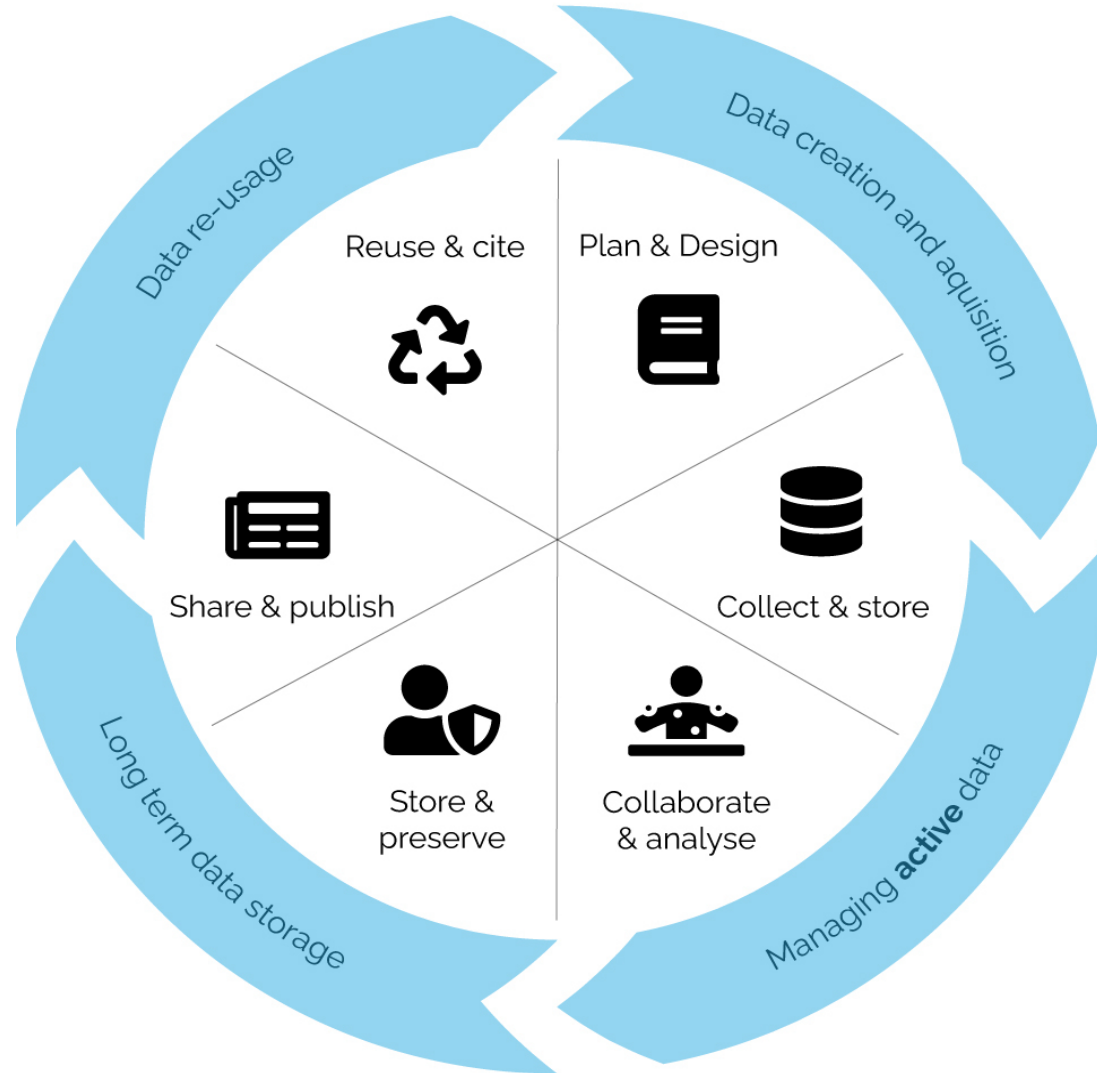 Data creation and aquisition
Managing active data
Long term data storage
Data re-usage
Plan & Design
Collect & store
Collaborate
& analyse
Store &
preserve
Share & publish
Reuse & cite